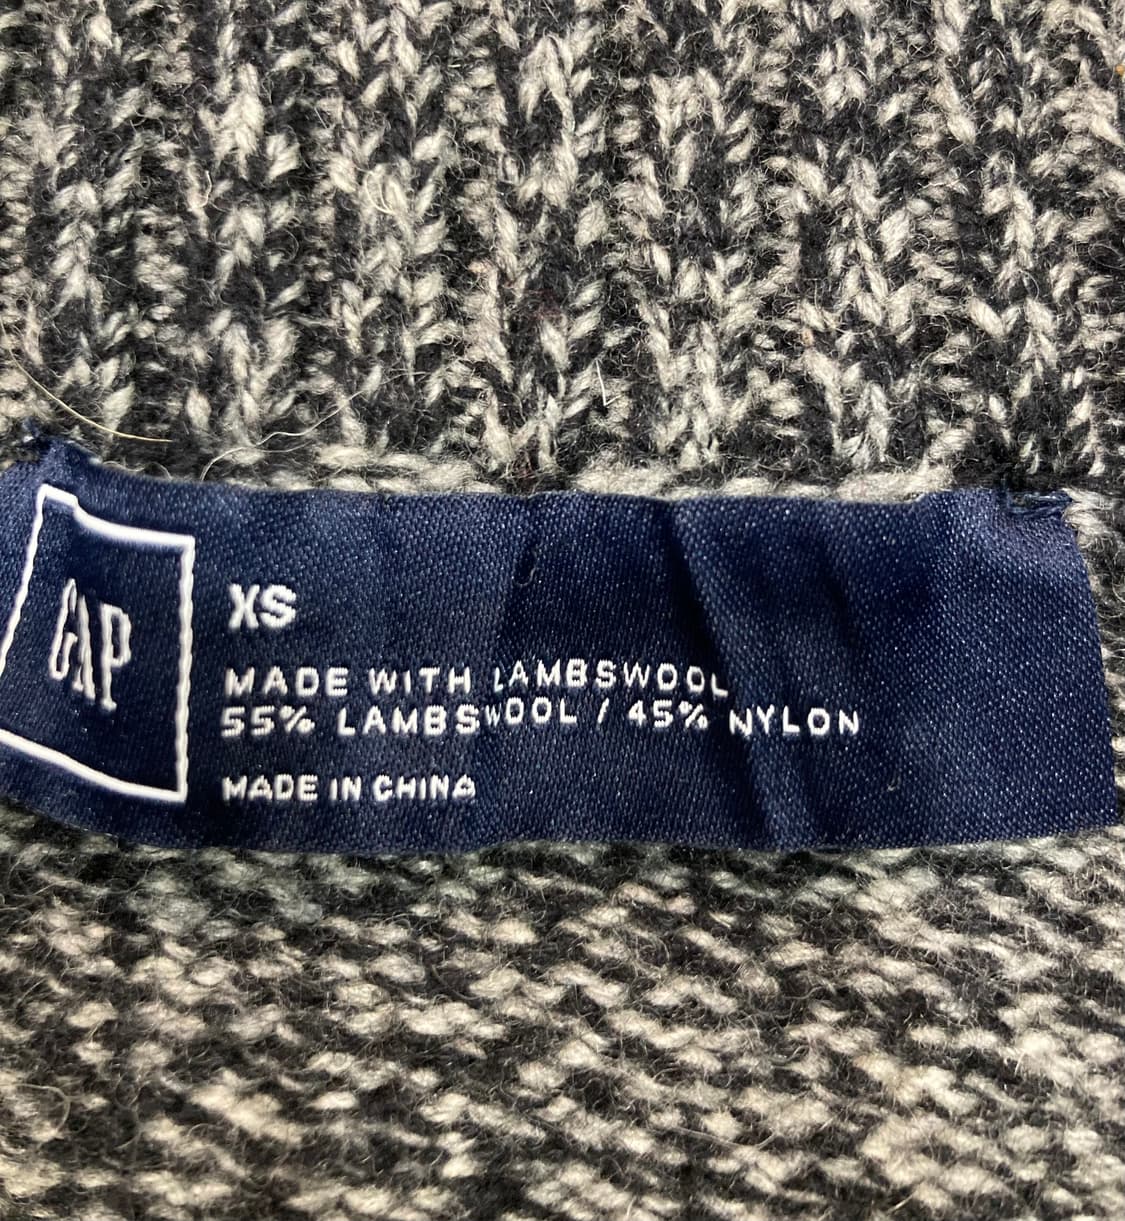 GAP
XS
MADE WITH LAMBSWOOL
55% LAMBSWOOL / 45% NYLON
MADE IN CHINA